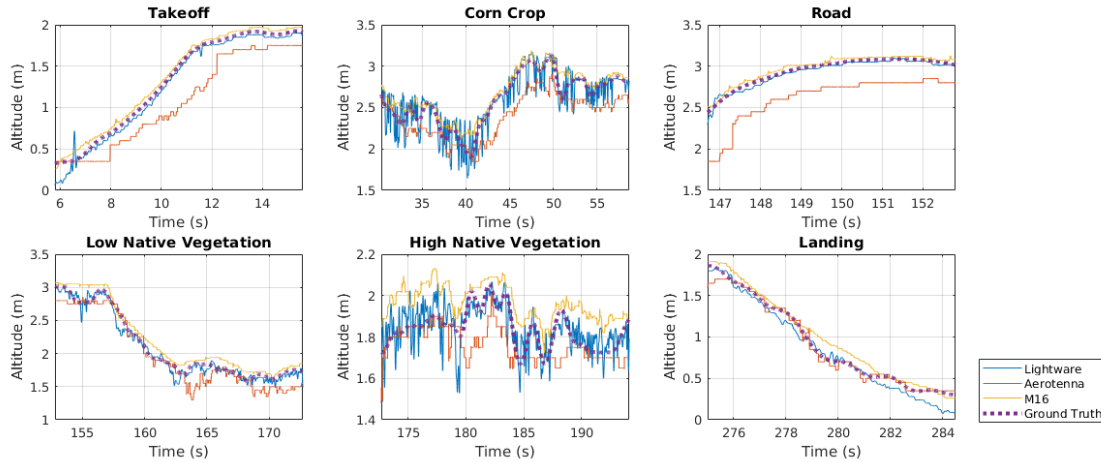 Takeoff
Altitude (m)
2
1.5
1
0.5
0
6 8 10 12 14
Time (s)
Corn Crop
Altitude (m)
3.5
3
2.5
2
1.5
35 40 45 50 55
Time (s)
Road
Altitude (m)
3.5
3
2.5
2
1.5
147 148 149 150 151 152
Time (s)
Low Native Vegetation
Altitude (m)
3.5
3
2.5
2
1.5
1
155 160 165 170
Time (s)
High Native Vegetation
Altitude (m)
2.2
2
1.8
1.6
1.4
175 180 185 190
Time (s)
Landing
Altitude (m)
2
1.5
1
0.5
0
276 278 280 282 284
Time (s)
Lightware
Aerotenna
M16
Ground Truth